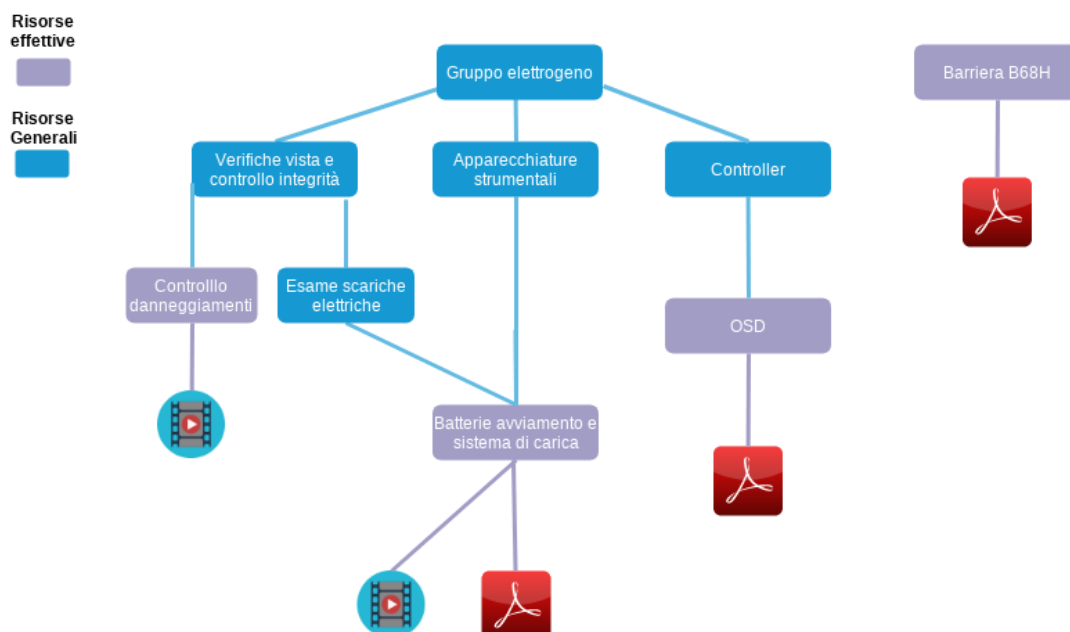 Risorse
effettive
Risorse
Generali
Gruppo elettrogeno
Barriera B68H
Verifiche vista e
controllo integrità
Apparecchiature
strumentali
Controller
Controlllo
danneggiamenti
Esame scariche
elettriche
OSD
Batterie avviamento e
sistema di carica